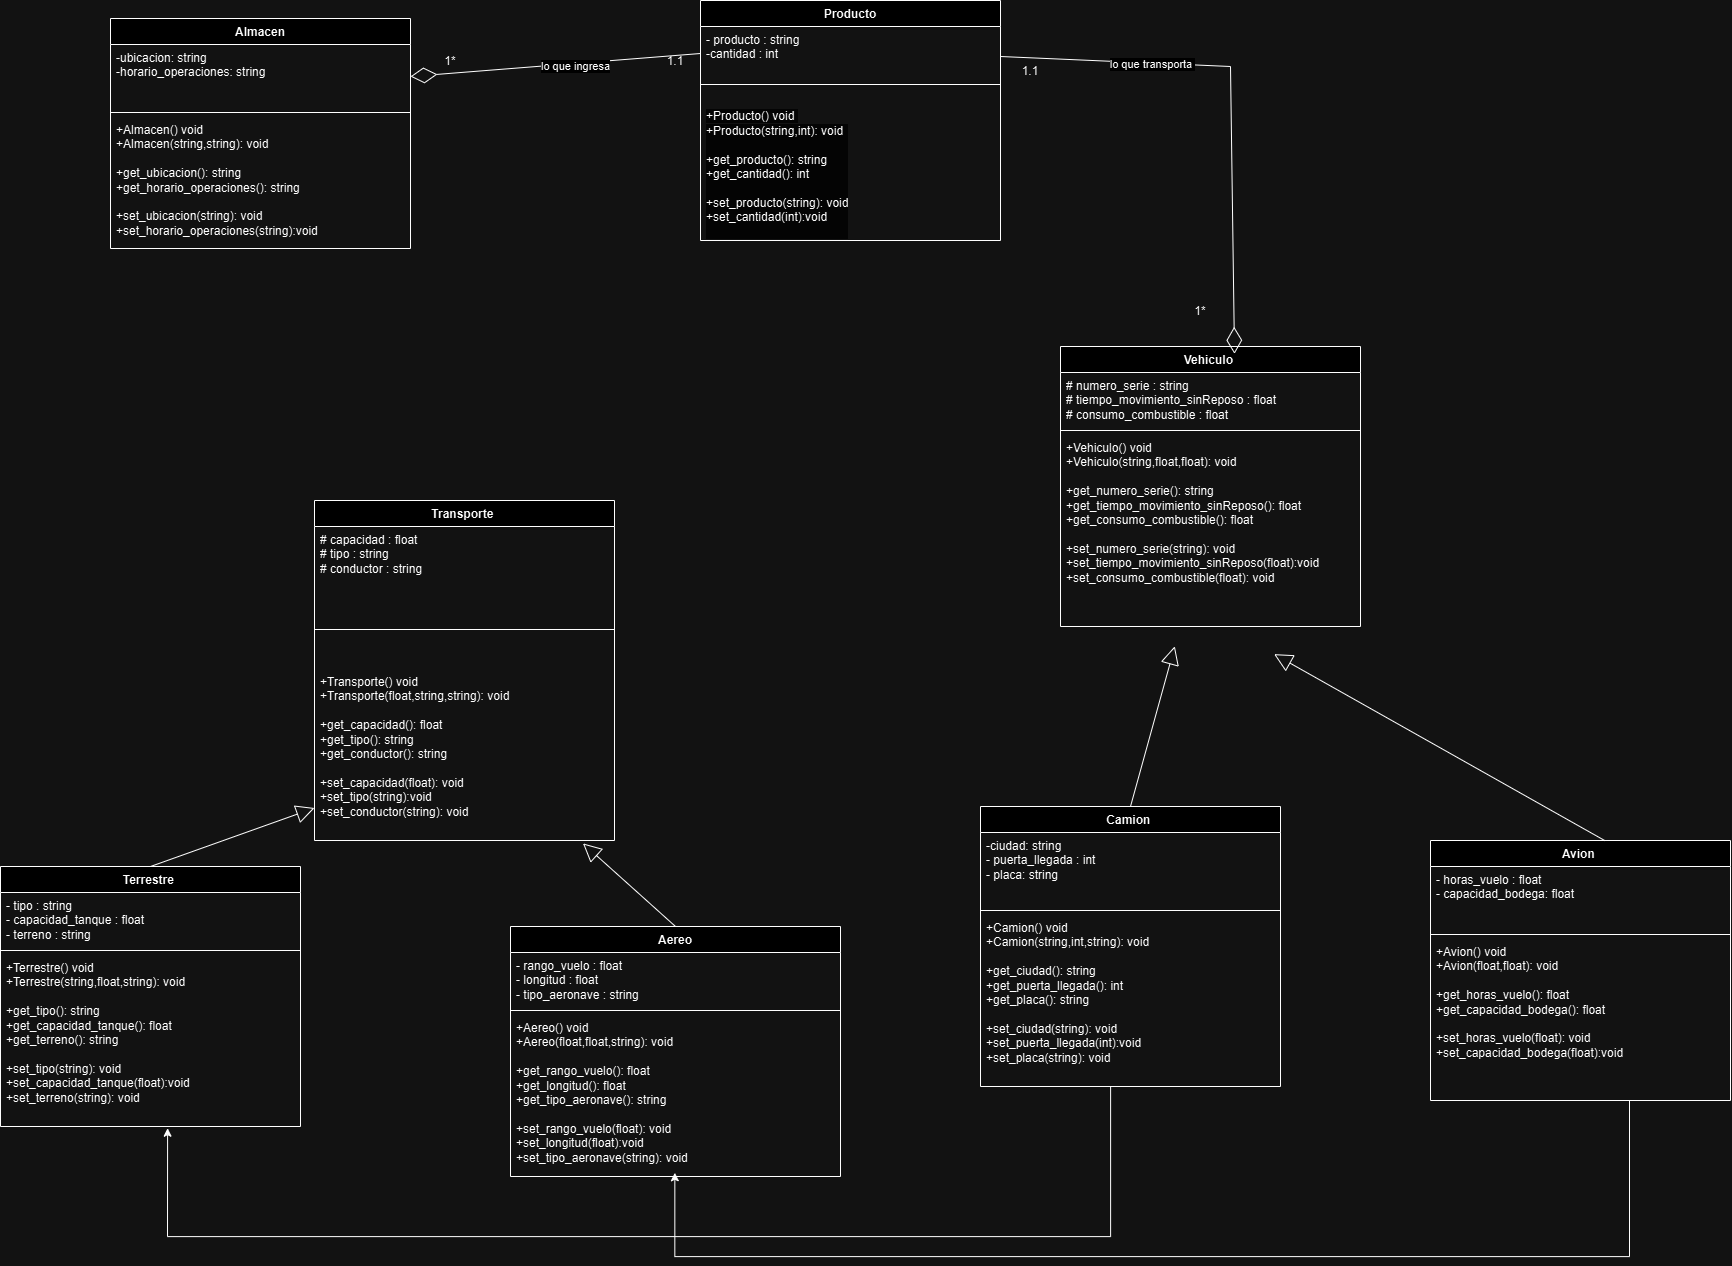 Almacen
-ubicacion: string
-horario_operaciones: string
+Almacen() void
+Almacen(string,string): void
+get_ubicacion(): string
+get_horario_operaciones(): string
+set_ubicacion(string): void
+set_horario_operaciones(string):void
1*
lo que ingresa
1.1
Producto
- producto : string
-cantidad : int
+Producto() void
+Producto(string,int): void
+get_producto(): string
+get_cantidad(): int
+set_producto(string): void
+set_cantidad(int):void
1.1
lo que transporta
1*
Vehiculo
# numero_serie : string
# tiempo_movimiento_sinReposo : float
# consumo_combustible : float
+Vehiculo() void
+Vehiculo(string,float,float): void
+get_numero_serie(): string
+get_tiempo_movimiento_sinReposo(): float
+get_consumo_combustible(): float
+set_numero_serie(string): void
+set_tiempo_movimiento_sinReposo(float):void
+set_consumo_combustible(float): void
Transporte
# capacidad : float
# tipo : string
# conductor : string
+Transporte() void
+Transporte(float,string,string): void
+get_capacidad(): float
+get_tipo(): string
+get_conductor(): string
+set_capacidad(float): void
+set_tipo(string):void
+set_conductor(string): void
Terrestre
- tipo : string
- capacidad_tanque : float
- terreno : string
+Terrestre() void
+Terrestre(string,float,string): void
+get_tipo(): string
+get_capacidad_tanque(): float
+get_terreno(): string
+set_tipo(string): void
+set_capacidad_tanque(float):void
+set_terreno(string): void
Aereo
- rango_vuelo : float
- longitud : float
- tipo_aeronave : string
+Aereo() void
+Aereo(float,float,string): void
+get_rango_vuelo(): float
+get_longitud(): float
+get_tipo_aeronave(): string
+set_rango_vuelo(float): void
+set_longitud(float):void
+set_tipo_aeronave(string): void
Camion
-ciudad: string
- puerta_llegada : int
- placa: string
+Camion() void
+Camion(string,int,string): void
+get_ciudad(): string
+get_puerta_llegada(): int
+get_placa(): string
+set_ciudad(string): void
+set_puerta_llegada(int):void
+set_placa(string): void
Avion
- horas_vuelo : float
- capacidad_bodega: float
+Avion() void
+Avion(float,float): void
+get_horas_vuelo(): float
+get_capacidad_bodega(): float
+set_horas_vuelo(float): void
+set_capacidad_bodega(float):void